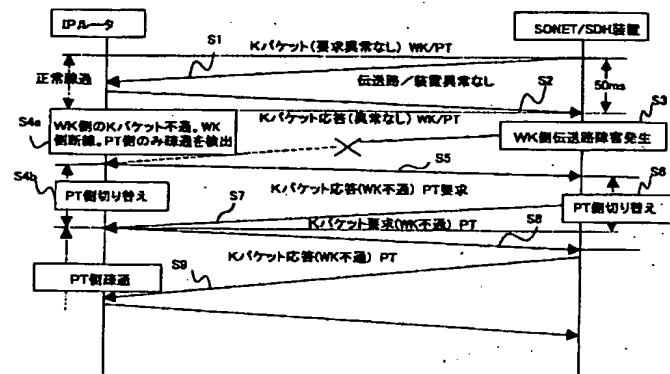 IPルータ
SONET/SDH装置
S1
Kパケット(要求異常なし) WK/PT
正常疎過
伝送路/装置異常なし
50ms
S2
S3
S4a
Kパケット応答(異常なし) WK/PT
WK側のKパケット不過。WK
側断線。PT側のみ疎過を検出
WK側伝送路障害発生
S4b
S5
S6
PT側切り替え
Kパケット応答(WK不過) PT要求
S7
PT側切り替え
Kパケット要求(WK不過) PT
S8
Kパケット応答(WK不過) PT
S9
PT側疎過